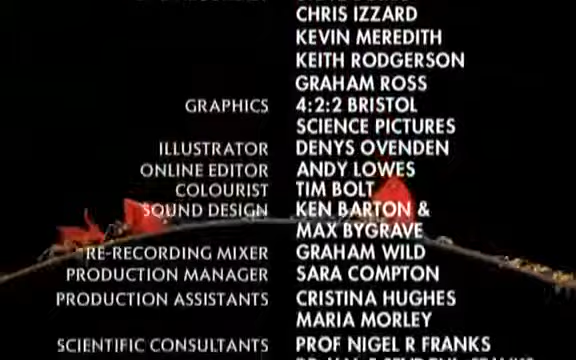 CHRIS IZZARD
KEVIN MEREDITH
KEITH RODGERSON
GRAHAM ROSS
GRAPHICS 4:2:2 BRISTOL
SCIENCE PICTURES
ILLUSTRATOR DENYS OVENDEN
ONLINE EDITOR ANDY LOWES
COLOURIST TIM BOLT
SOUND DESIGN KEN BARTON &
MAX BYGRAVE
RE-RECORDING MIXER GRAHAM WILD
PRODUCTION MANAGER SARA COMPTON
PRODUCTION ASSISTANTS CRISTINA HUGHES
MARIA MORLEY
SCIENTIFIC CONSULTANTS PROF NIGEL R FRANKS